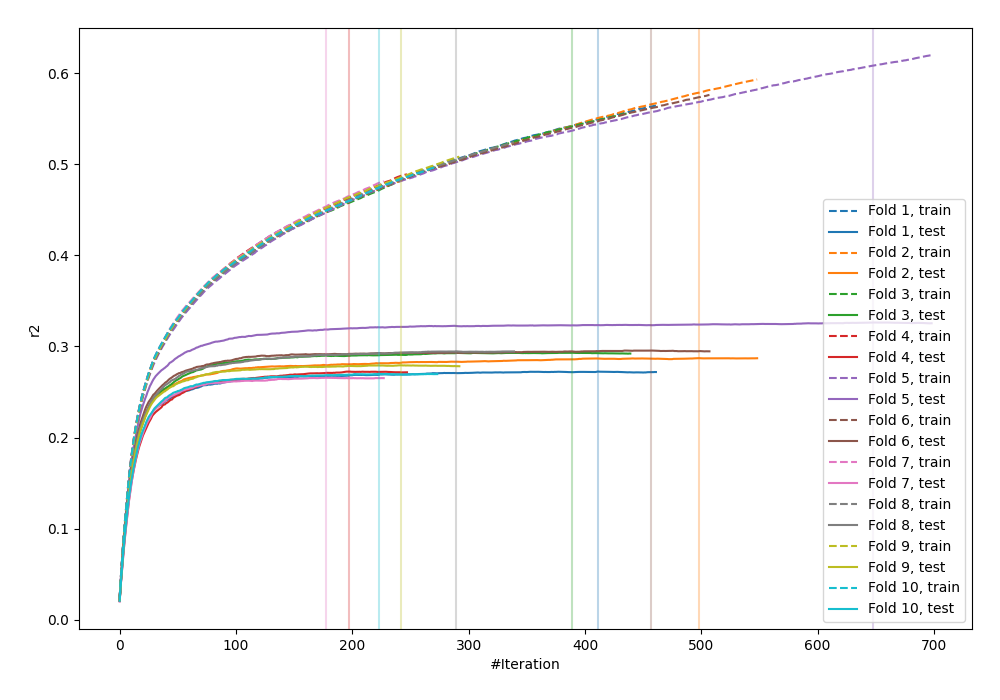 0.6
0.5
0.4
0.3
0.2
0.1
0.0
r2
0 100 200 300 400 500 600 700
#Iteration
Fold 1, train
Fold 1, test
Fold 2, train
Fold 2, test
Fold 3, train
Fold 3, test
Fold 4, train
Fold 4, test
Fold 5, train
Fold 5, test
Fold 6, train
Fold 6, test
Fold 7, train
Fold 7, test
Fold 8, train
Fold 8, test
Fold 9, train
Fold 9, test
Fold 10, train
Fold 10, test